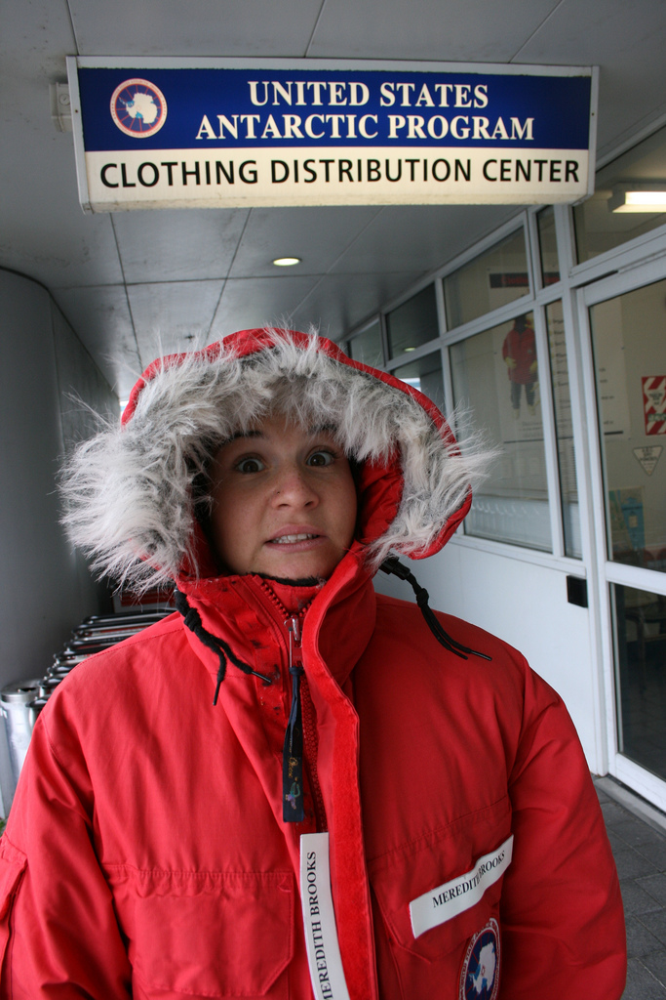 UNITED STATES
ANTARCTIC PROGRAM
CLOTHING DISTRIBUTION CENTER
MEREDITH BROOKS
MEREDITH BROOKS